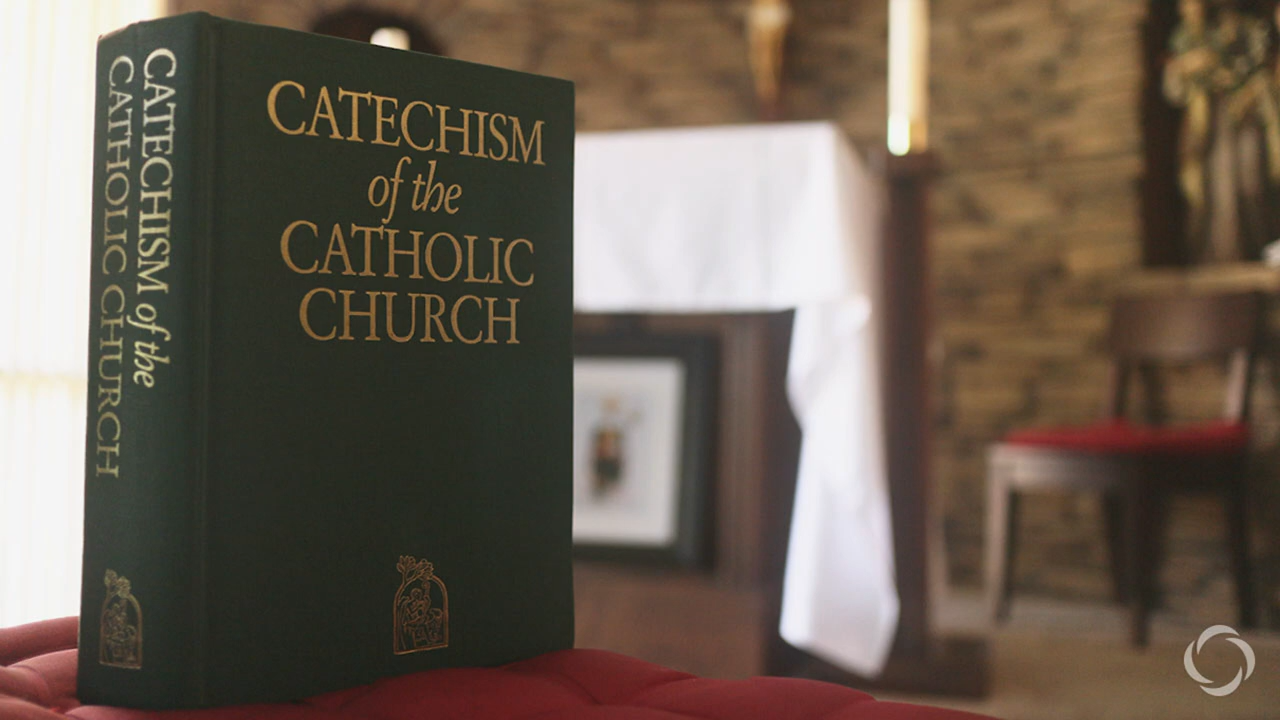 CATECHISM of the
CATHOLIC CHURCH
CATECHISM
of the
CATHOLIC
CHURCH